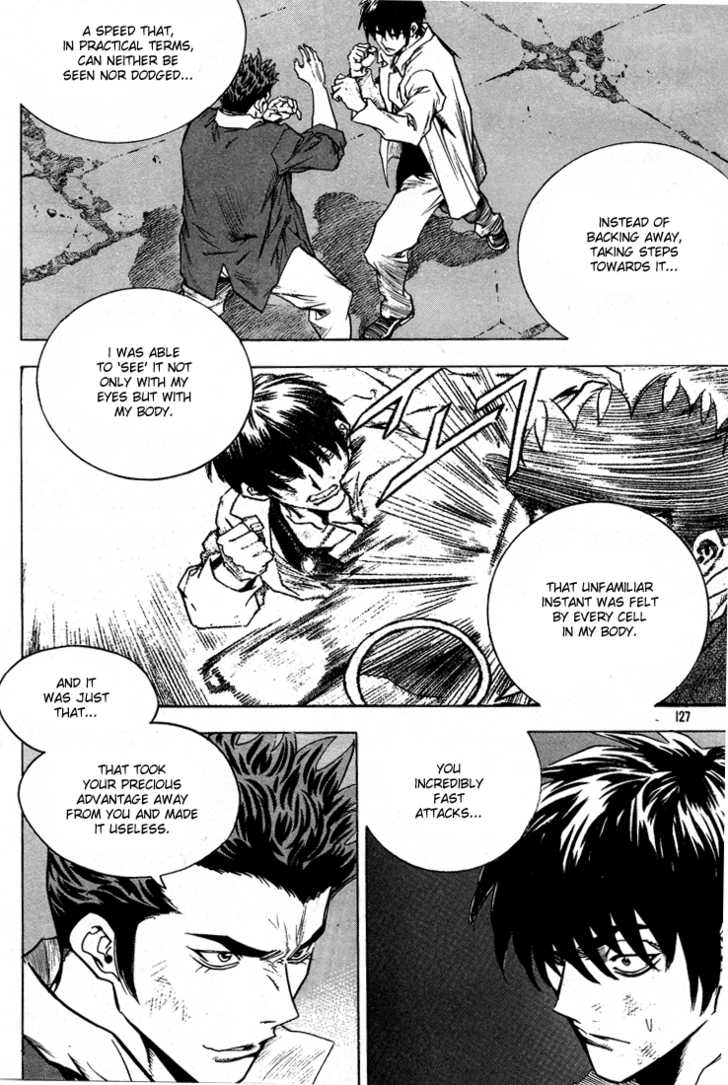 A SPEED THAT,
IN PRACTICAL TERMS,
CAN NEITHER BE
SEEN NOR DODGED...
INSTEAD OF
BACKING AWAY,
TAKING STEPS
TOWARDS IT...
I WAS ABLE
TO 'SEE' IT NOT
ONLY WITH MY
EYES BUT WITH
MY BODY.
THAT UNFAMILIAR
INSTANT WAS FELT
BY EVERY CELL
IN MY BODY.
127
AND IT
WAS JUST
THAT...
THAT TOOK
YOUR PRECIOUS
ADVANTAGE AWAY
FROM YOU AND MADE
IT USELESS.
YOU
INCREDIBLY
FAST
ATTACKS...